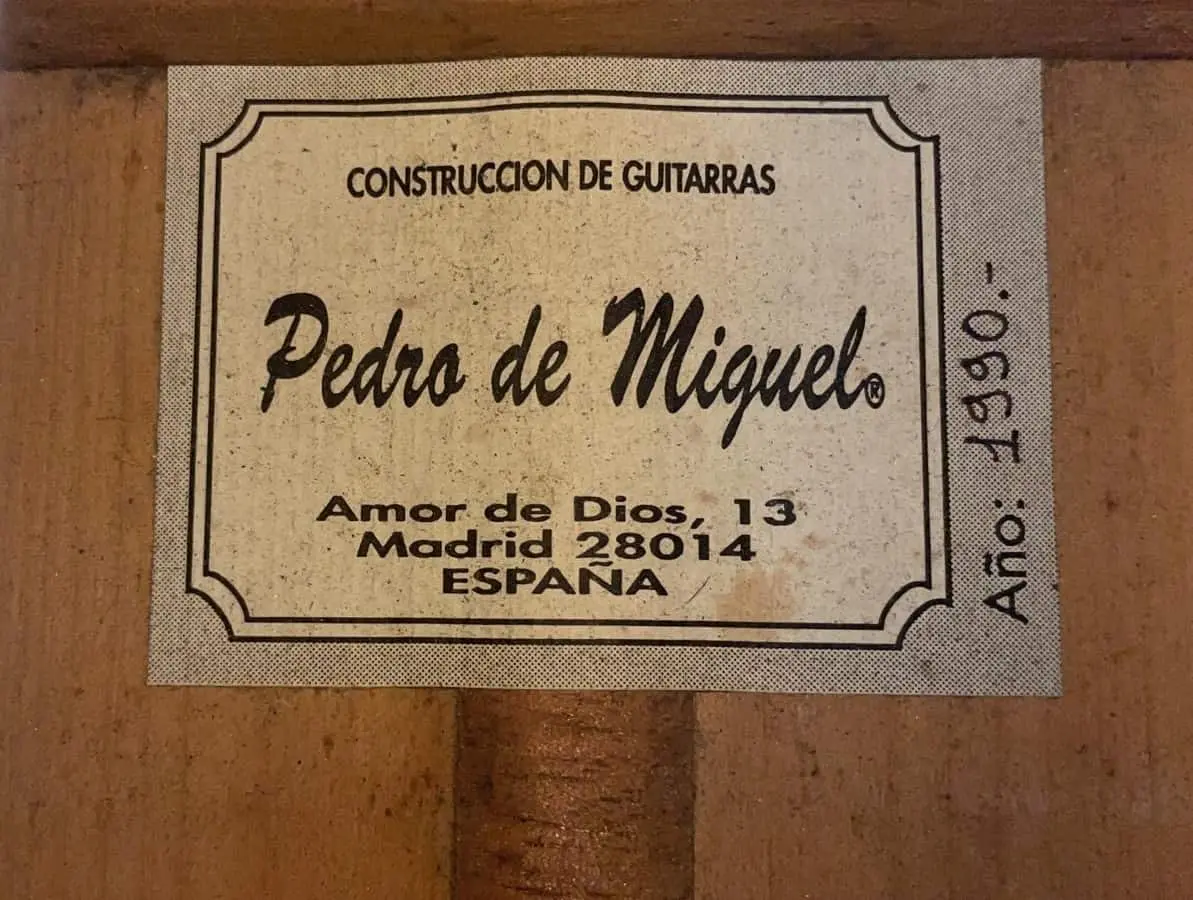 CONSTRUCCION DE GUITARRAS
Pedro de Miguel®
Amor de Dios, 13
Madrid 28014
ESPAÑA
Año: 1990.-